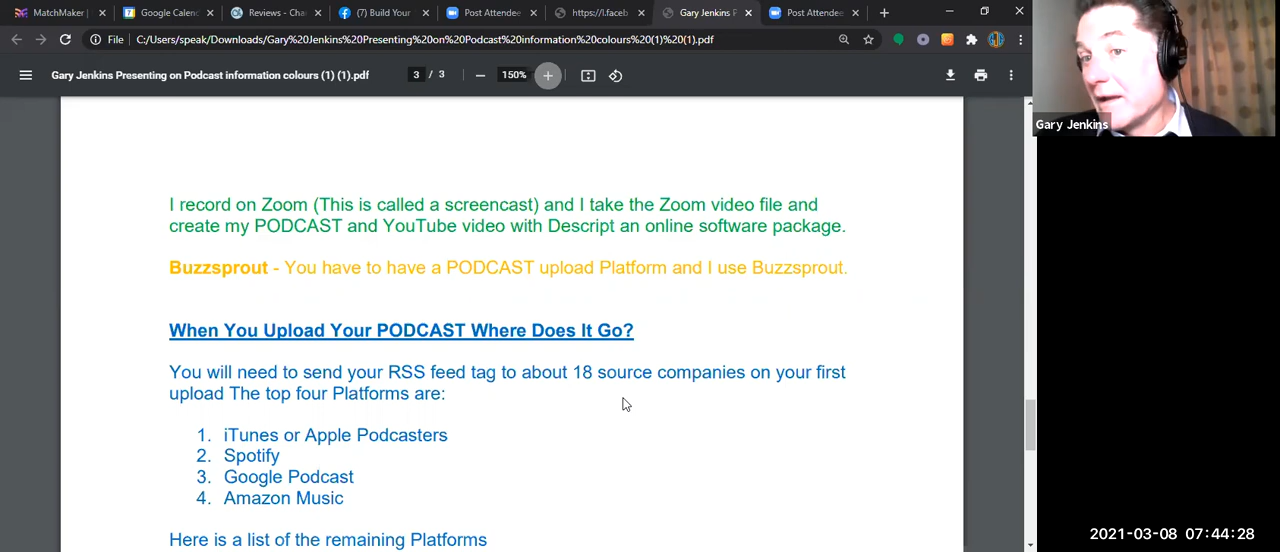 MatchMaker |
Google Calend
Reviews - Cha
(7) Build Your
Post Attende
https://l.faceb
Gary Jenkins P
Post Attende
File
C:/Users/speak/Downloads/Gary%20Jenkins%20Presenting%20on%20Podcast%20information%20colours%20(1)%20(1).pdf
Gary Jenkins Presenting on Podcast information colours (1) (1).pdf
3 / 3
150%
Gary Jenkins
I record on Zoom (This is called a screencast) and I take the Zoom video file and
create my PODCAST and YouTube video with Descript an online software package.
Buzzsprout - You have to have a PODCAST upload Platform and I use Buzzsprout.
When You Upload Your PODCAST Where Does It Go?
You will need to send your RSS feed tag to about 18 source companies on your first
upload The top four Platforms are:
1. iTunes or Apple Podcasters
2. Spotify
3. Google Podcast
4. Amazon Music
Here is a list of the remaining Platforms
2021-03-08 07:44:28